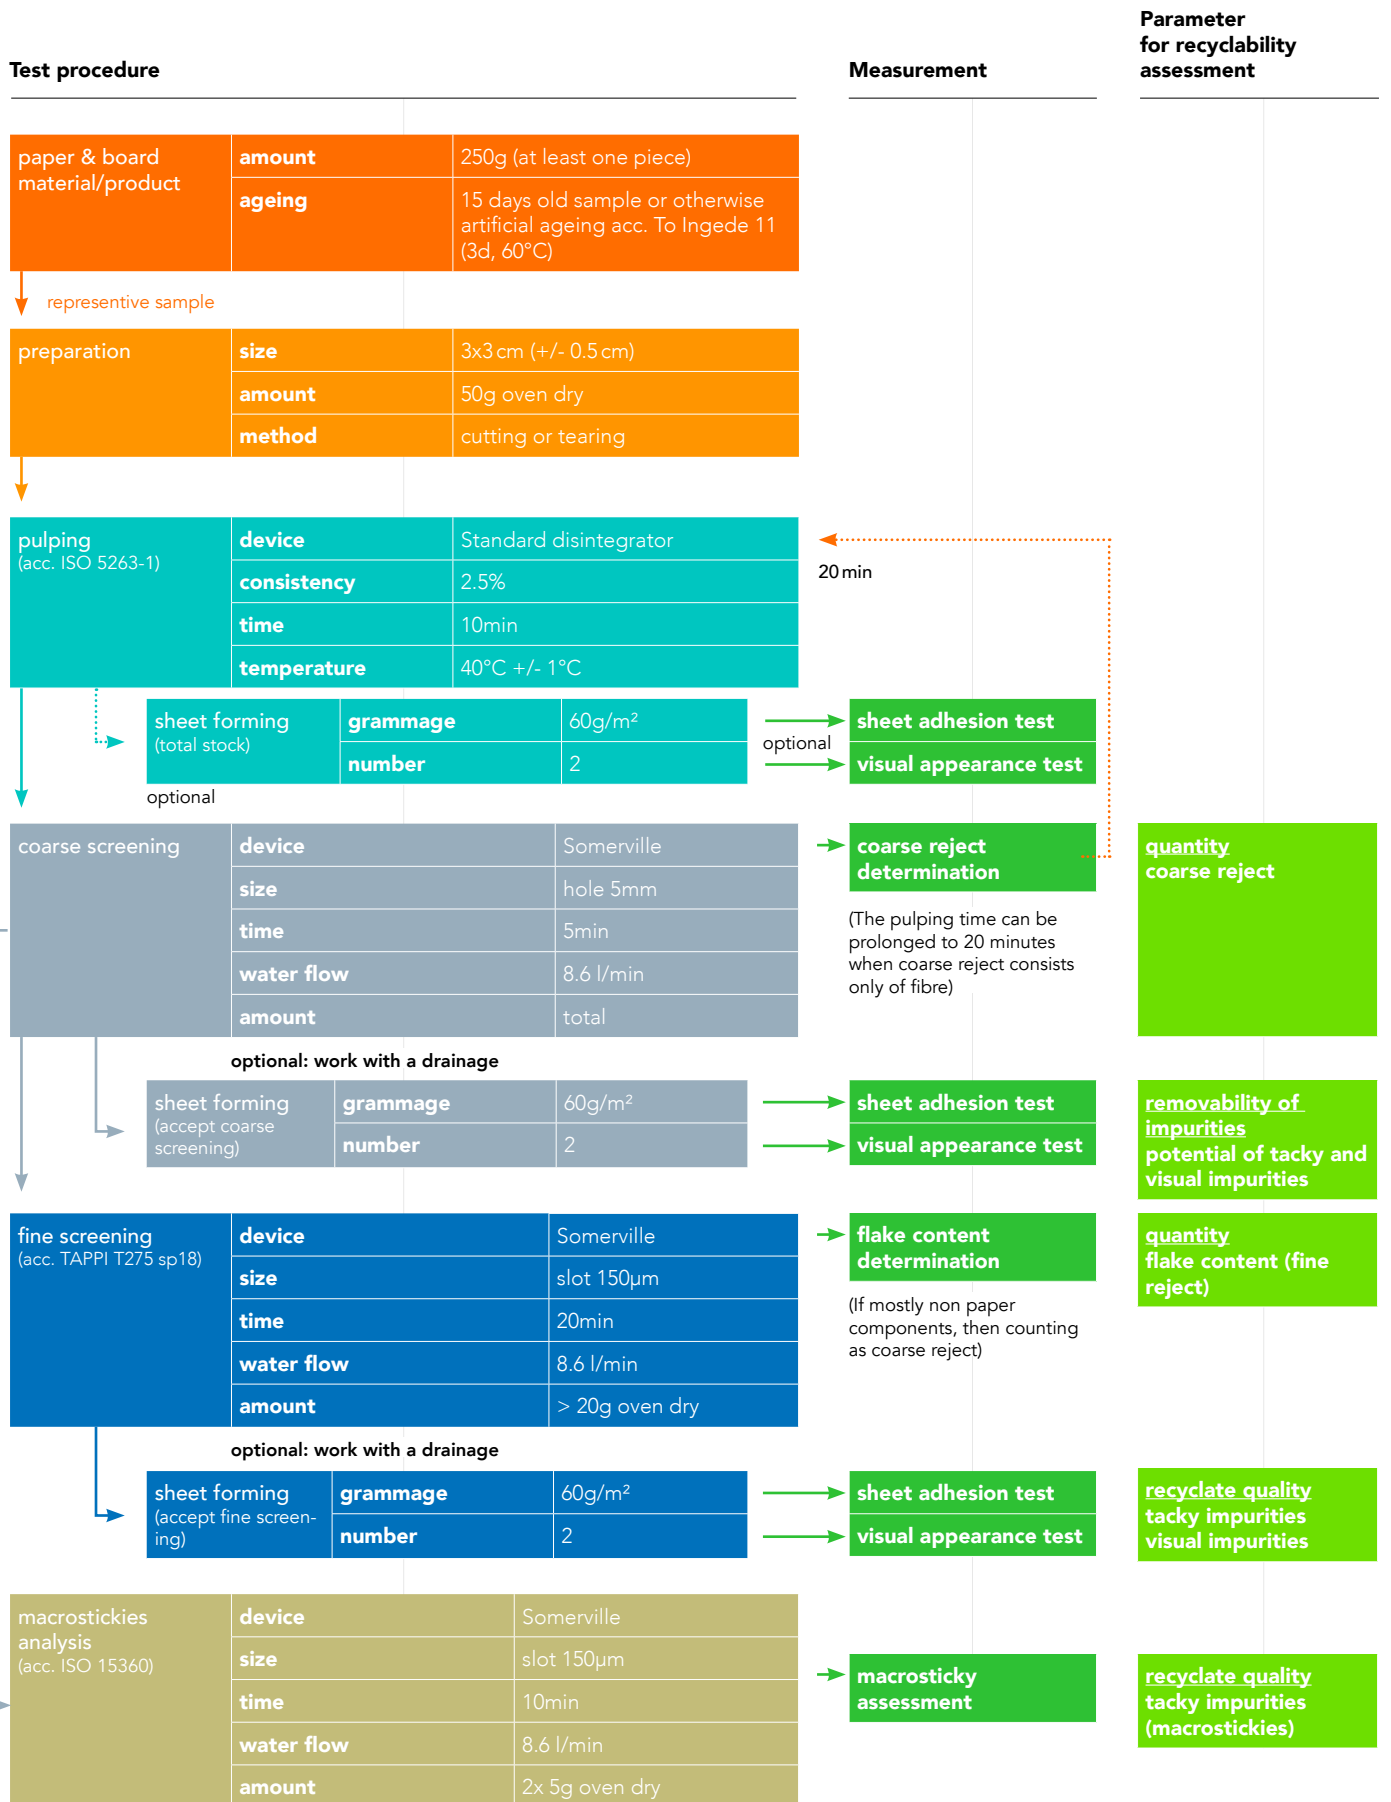 Test procedure
Measurement
Parameter
for recyclability
assessment
paper & board
material/product
amount
250g (at least one piece)
ageing
15 days old sample or otherwise
artificial ageing acc. To Ingede 11
(3d, 60°C)
representive sample
preparation
size
3x3 cm (+/- 0.5 cm)
amount
50g oven dry
method
cutting or tearing
pulping
(acc. ISO 5263-1)
device
Standard disintegrator
consistency
2.5%
time
10min
temperature
40°C +/- 1°C
20 min
sheet forming
(total stock)
grammage
60g/m²
number
2
optional
optional
sheet adhesion test
visual appearance test
coarse screening
device
Somerville
size
hole 5mm
time
5min
water flow
8.6 l/min
amount
total
coarse reject
determination
(The pulping time can be
prolonged to 20 minutes
when coarse reject consists
only of fibre)
quantity
coarse reject
optional: work with a drainage
sheet forming
(accept coarse
screening)
grammage
60g/m²
number
2
sheet adhesion test
visual appearance test
removability of
impurities
potential of tacky and
visual impurities
fine screening
(acc. TAPPI T275 sp18)
device
Somerville
size
slot 150µm
time
20min
water flow
8.6 l/min
amount
> 20g oven dry
flake content
determination
(If mostly non paper
components, then counting
as coarse reject)
quantity
flake content (fine
reject)
optional: work with a drainage
sheet forming
(accept fine screen-
ing)
grammage
60g/m²
number
2
sheet adhesion test
visual appearance test
recyclate quality
tacky impurities
visual impurities
macrostickies
analysis
(acc. ISO 15360)
device
Somerville
size
slot 150µm
time
10min
water flow
8.6 l/min
amount
2x 5g oven dry
macrosticky
assessment
recyclate quality
tacky impurities
(macrostickies)